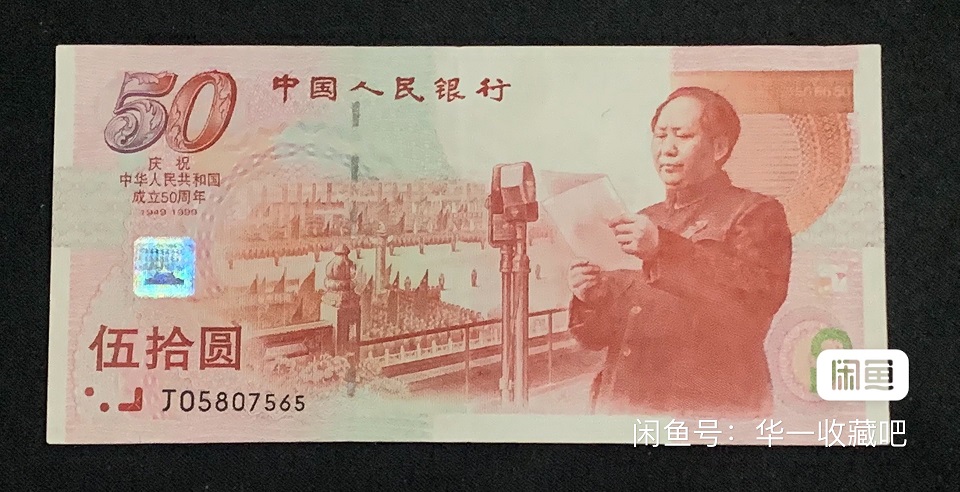 50
中国人民银行
庆祝
中华人民共和国
成立50周年
1949 1999
伍拾圆
J05807565
闲鱼
闲鱼号：华一收藏吧